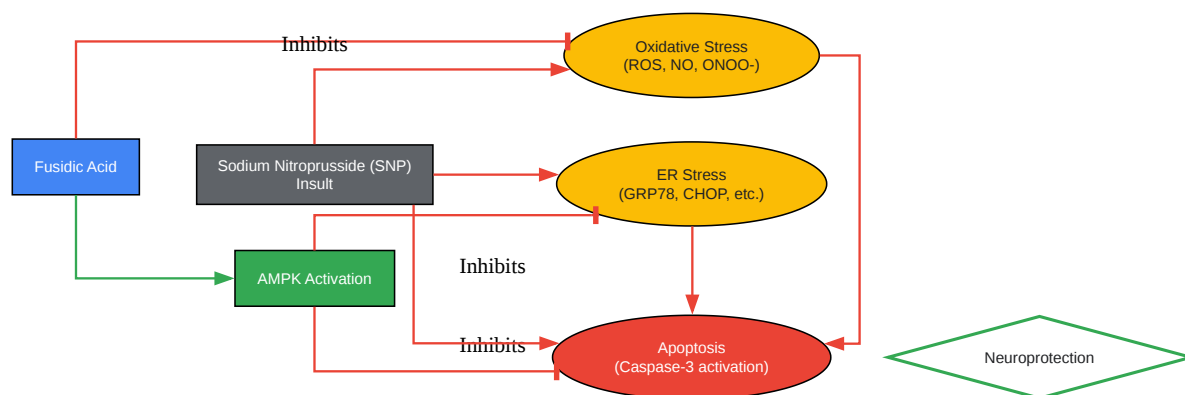 Inhibits
Oxidative Stress
(ROS, NO, ONOO-)
Fusidic Acid
Sodium Nitroprusside (SNP)
Insult
ER Stress
(GRP78, CHOP, etc.)
AMPK Activation
Inhibits
Inhibits
Apoptosis
(Caspase-3 activation)
Neuroprotection